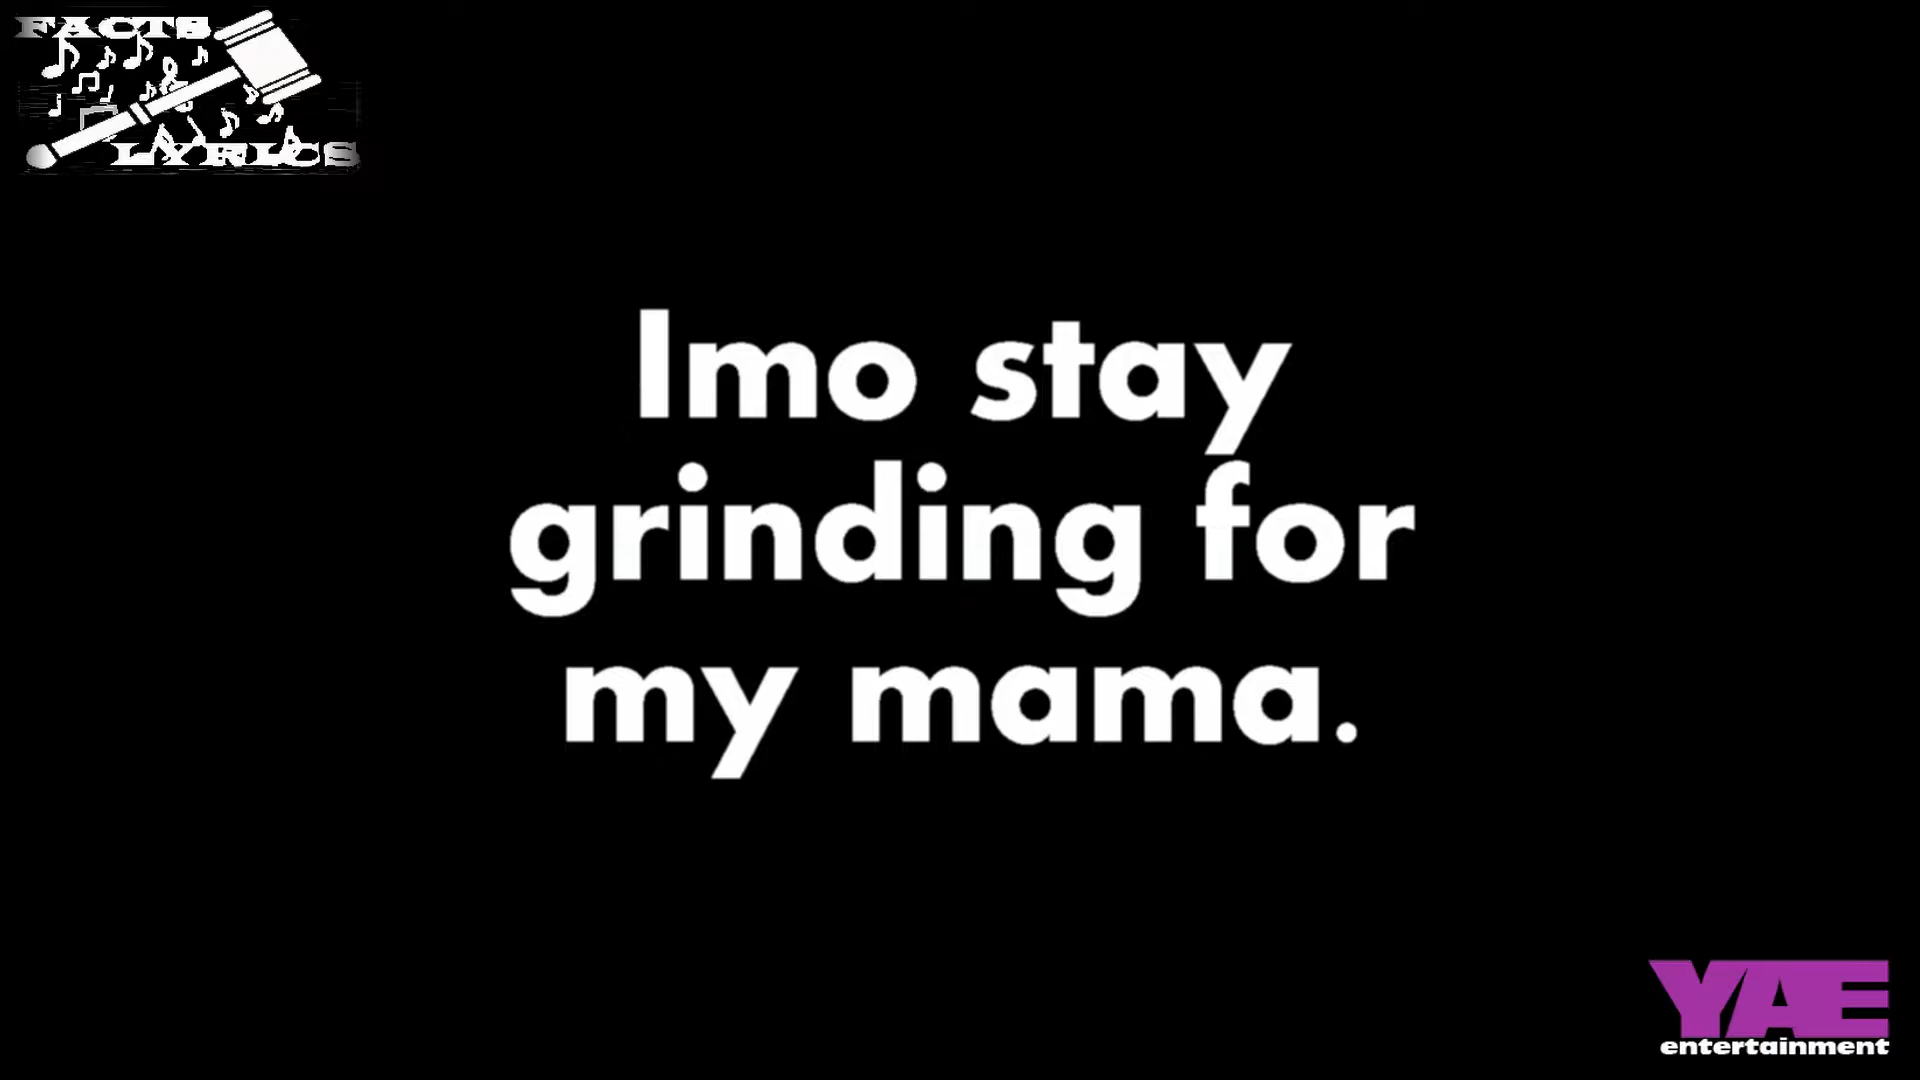 FACTS
LYRICS
Imo stay
grinding for
my mama.
YAE
entertainment